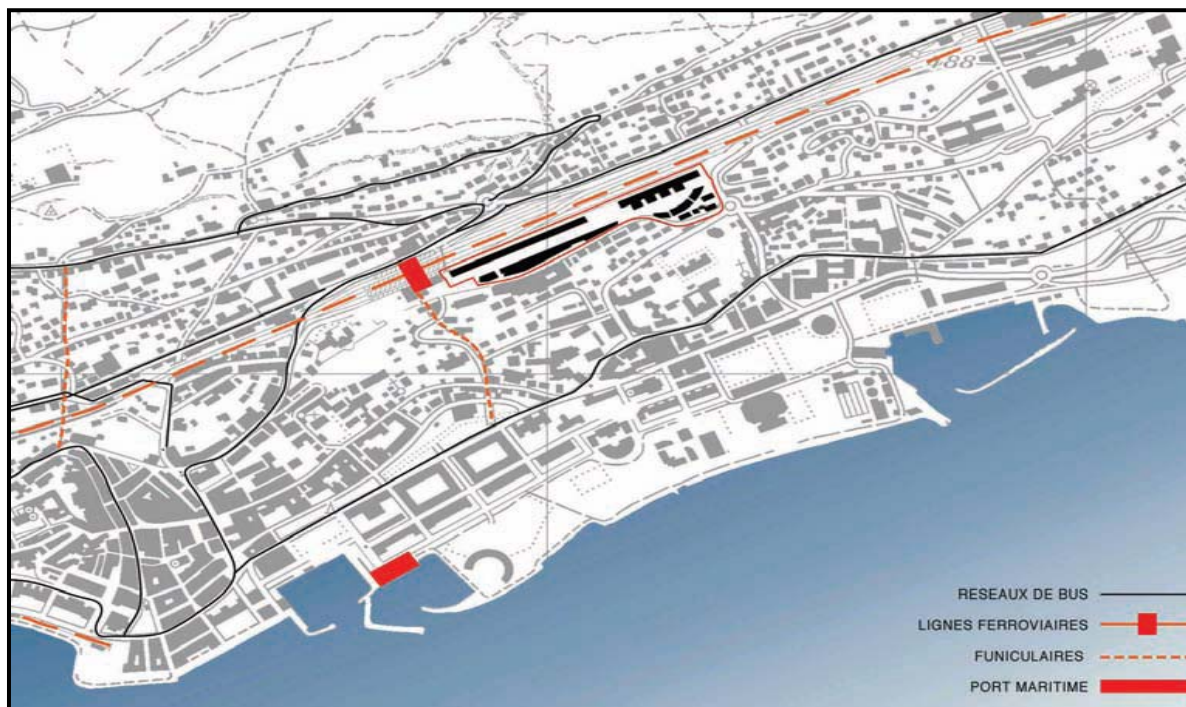 488
RESEAUX DE BUS
LIGNES FERROVIAIRES
FUNICULAIRES
PORT MARITIME